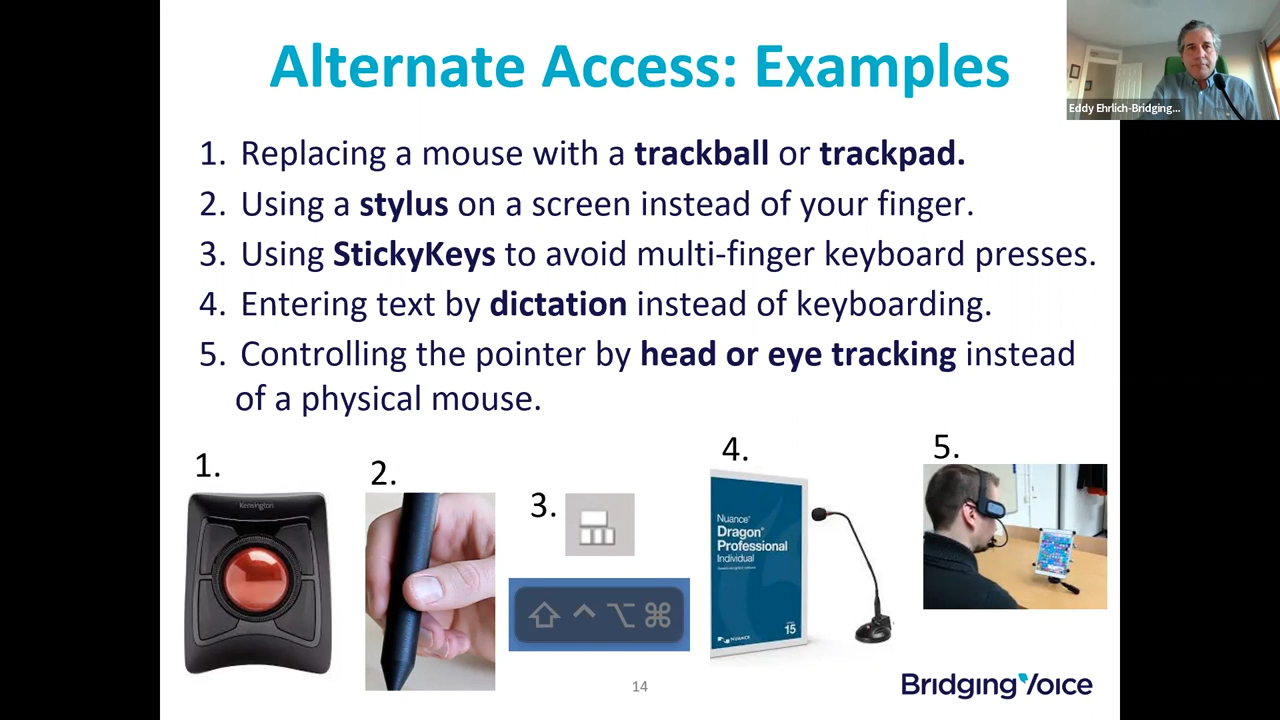 Alternate Access: Examples
Eddy Ehrlich-Bridging...
1. Replacing a mouse with a trackball or trackpad.
2. Using a stylus on a screen instead of your finger.
3. Using StickyKeys to avoid multi-finger keyboard presses.
4. Entering text by dictation instead of keyboarding.
5. Controlling the pointer by head or eye tracking instead
of a physical mouse.
1.
Kensington
2.
3.
4.
Nuance®
Dragon®
Professional
Individual
15
NUANCE
5.
14
BridgingVoice